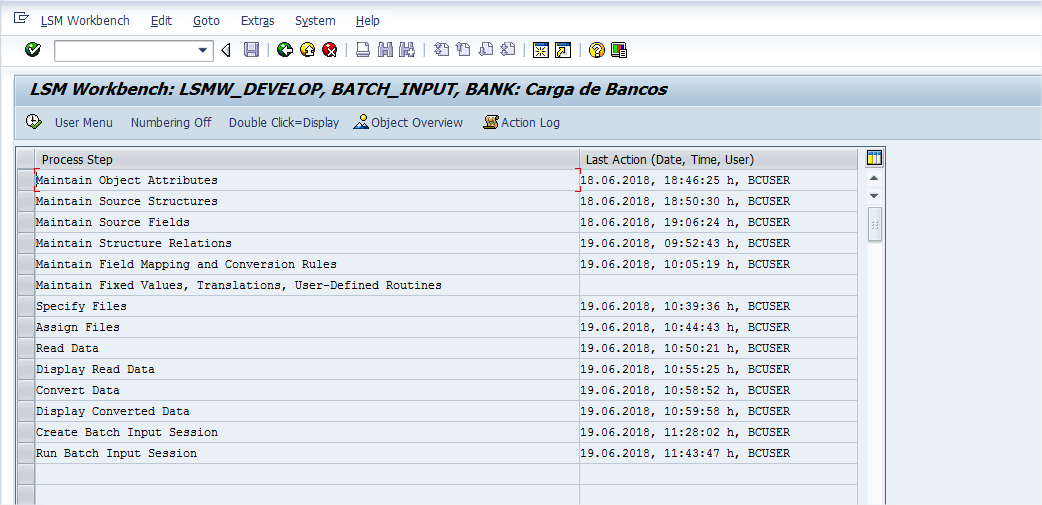 LSM Workbench Edit Goto Extras System Help
LSM Workbench: LSMW_DEVELOP, BATCH_INPUT, BANK: Carga de Bancos
User Menu Numbering Off Double Click=Display Object Overview Action Log
Process Step Last Action (Date, Time, User)
Maintain Object Attributes 18.06.2018, 18:46:25 h, BCUSER
Maintain Source Structures 18.06.2018, 18:50:30 h, BCUSER
Maintain Source Fields 18.06.2018, 19:06:24 h, BCUSER
Maintain Structure Relations 19.06.2018, 09:52:43 h, BCUSER
Maintain Field Mapping and Conversion Rules 19.06.2018, 10:05:19 h, BCUSER
Maintain Fixed Values, Translations, User-Defined Routines
Specify Files 19.06.2018, 10:39:36 h, BCUSER
Assign Files 19.06.2018, 10:44:43 h, BCUSER
Read Data 19.06.2018, 10:50:21 h, BCUSER
Display Read Data 19.06.2018, 10:55:25 h, BCUSER
Convert Data 19.06.2018, 10:58:52 h, BCUSER
Display Converted Data 19.06.2018, 10:59:58 h, BCUSER
Create Batch Input Session 19.06.2018, 11:28:02 h, BCUSER
Run Batch Input Session 19.06.2018, 11:43:47 h, BCUSER